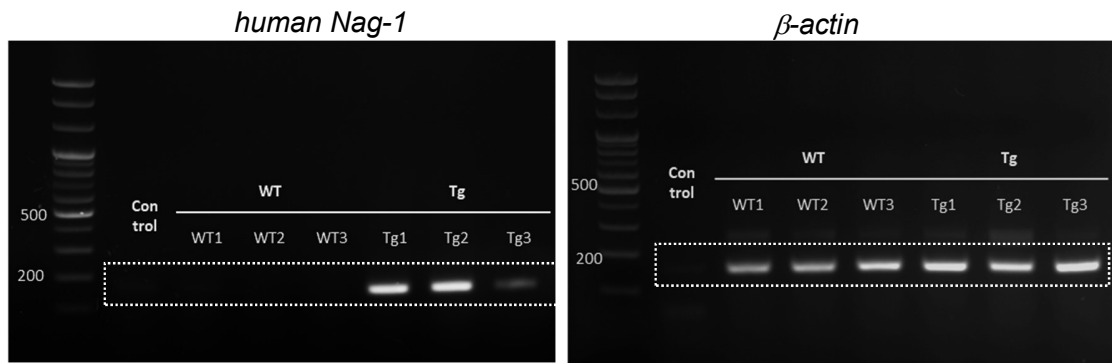 human Nag-1
WT
Tg
Con
trol
500
WT1 WT2 WT3 Tg1 Tg2 Tg3
200
β-actin
WT
Tg
Con
trol
500
WT1 WT2 WT3 Tg1 Tg2 Tg3
200